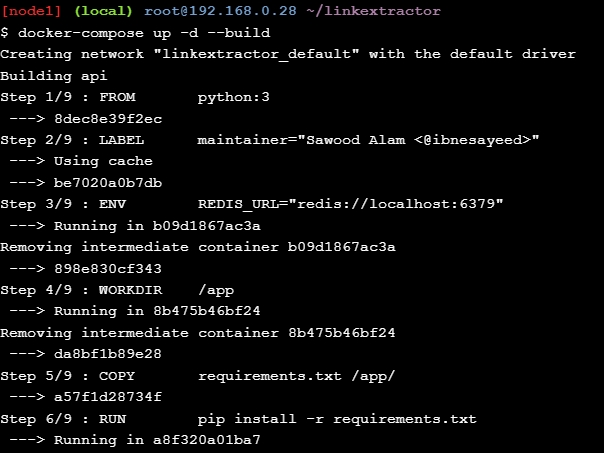 [node1] (local) root@192.168.0.28 ~/linkextractor
$ docker-compose up -d --build
Creating network "linkextractor_default" with the default driver
Building api
Step 1/9 : FROM python:3
---> 8dec8e39f2ec
Step 2/9 : LABEL maintainer="Sawood Alam <@ibnesayeed>"
---> Using cache
---> be7020a0b7db
Step 3/9 : ENV REDIS_URL="redis://localhost:6379"
---> Running in b09d1867ac3a
Removing intermediate container b09d1867ac3a
---> 898e830cf343
Step 4/9 : WORKDIR /app
---> Running in 8b475b46bf24
Removing intermediate container 8b475b46bf24
---> da8bf1b89e28
Step 5/9 : COPY requirements.txt /app/
---> a57f1d28734f
Step 6/9 : RUN pip install -r requirements.txt
---> Running in a8f320a01ba7